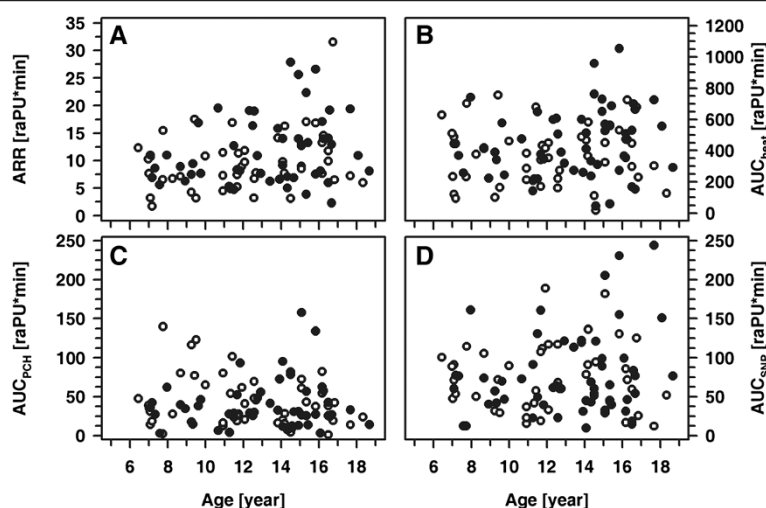 A
B
35
30
25
20
15
10
5
0
ARR [raPU*min]
1200
1000
800
600
400
200
0
AUCheat [raPU*min]
C
D
250
200
150
100
50
0
AUCPCH [raPU*min]
250
200
150
100
50
0
AUCSNP [raPU*min]
6 8 10 12 14 16 18
6 8 10 12 14 16 18
Age [year]
Age [year]